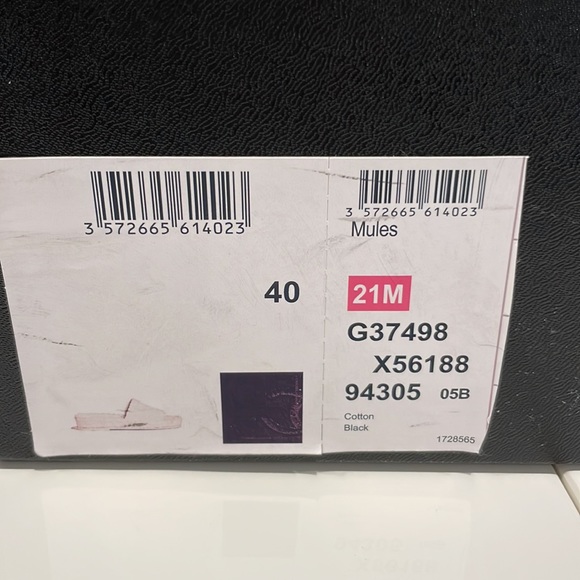 3 572665 614023
40
3 572665 614023
Mules
21M
G37498
X56188
94305 05B
Cotton
Black
1728565